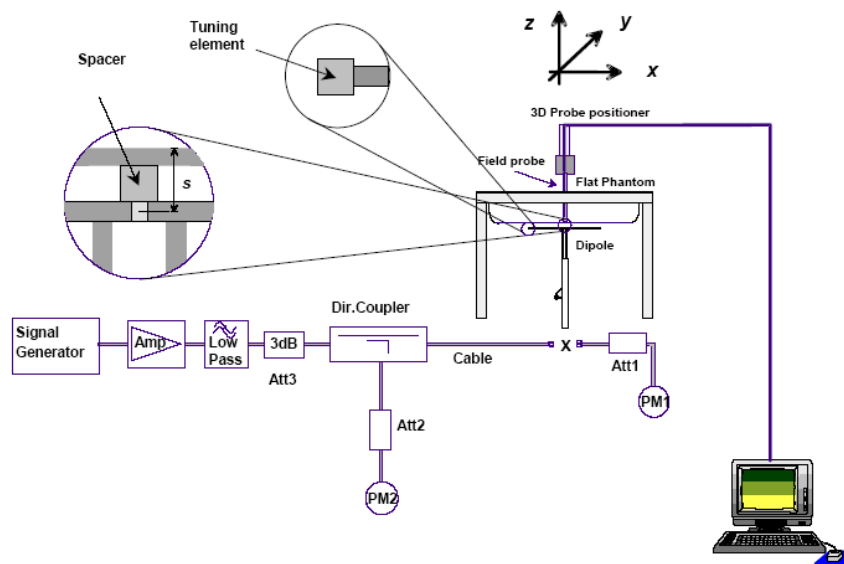 Tuning
element
Spacer
z
y
x
3D Probe positioner
s
Field probe
Flat Phantom
Dipole
Dir.Coupler
Signal
Generator
Amp
Low
Pass
3dB
Att3
Cable
X
Att1
PM1
Att2
PM2